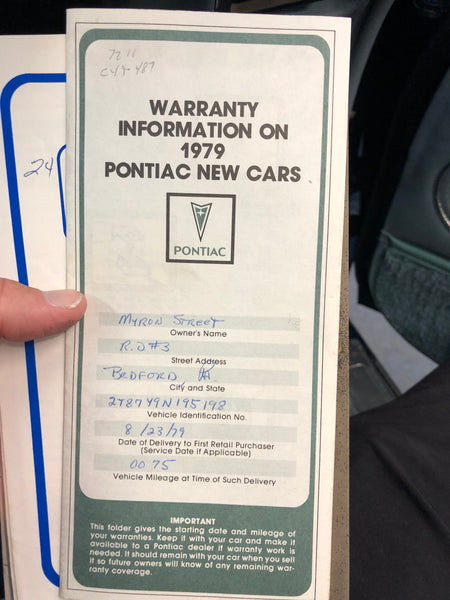 WARRANTY
INFORMATION ON
1979
PONTIAC NEW CARS
PONTIAC
24
MYRON STREET
Owner's Name
R.D #3
Street Address
BEDFORD PA.
City and State
2T87Y9N195198
Vehicle Identification No.
8/23/79
Date of Delivery to First Retail Purchaser
(Service Date if Applicable)
0075
Vehicle Mileage at Time of Such Delivery
IMPORTANT
This folder gives the starting date and mileage of
your warranties. Keep it with your car and make it
available to a Pontiac dealer if warranty work is
needed. It should remain with your car when you sell
it so future owners will know of any remaining war-
ranty coverage.